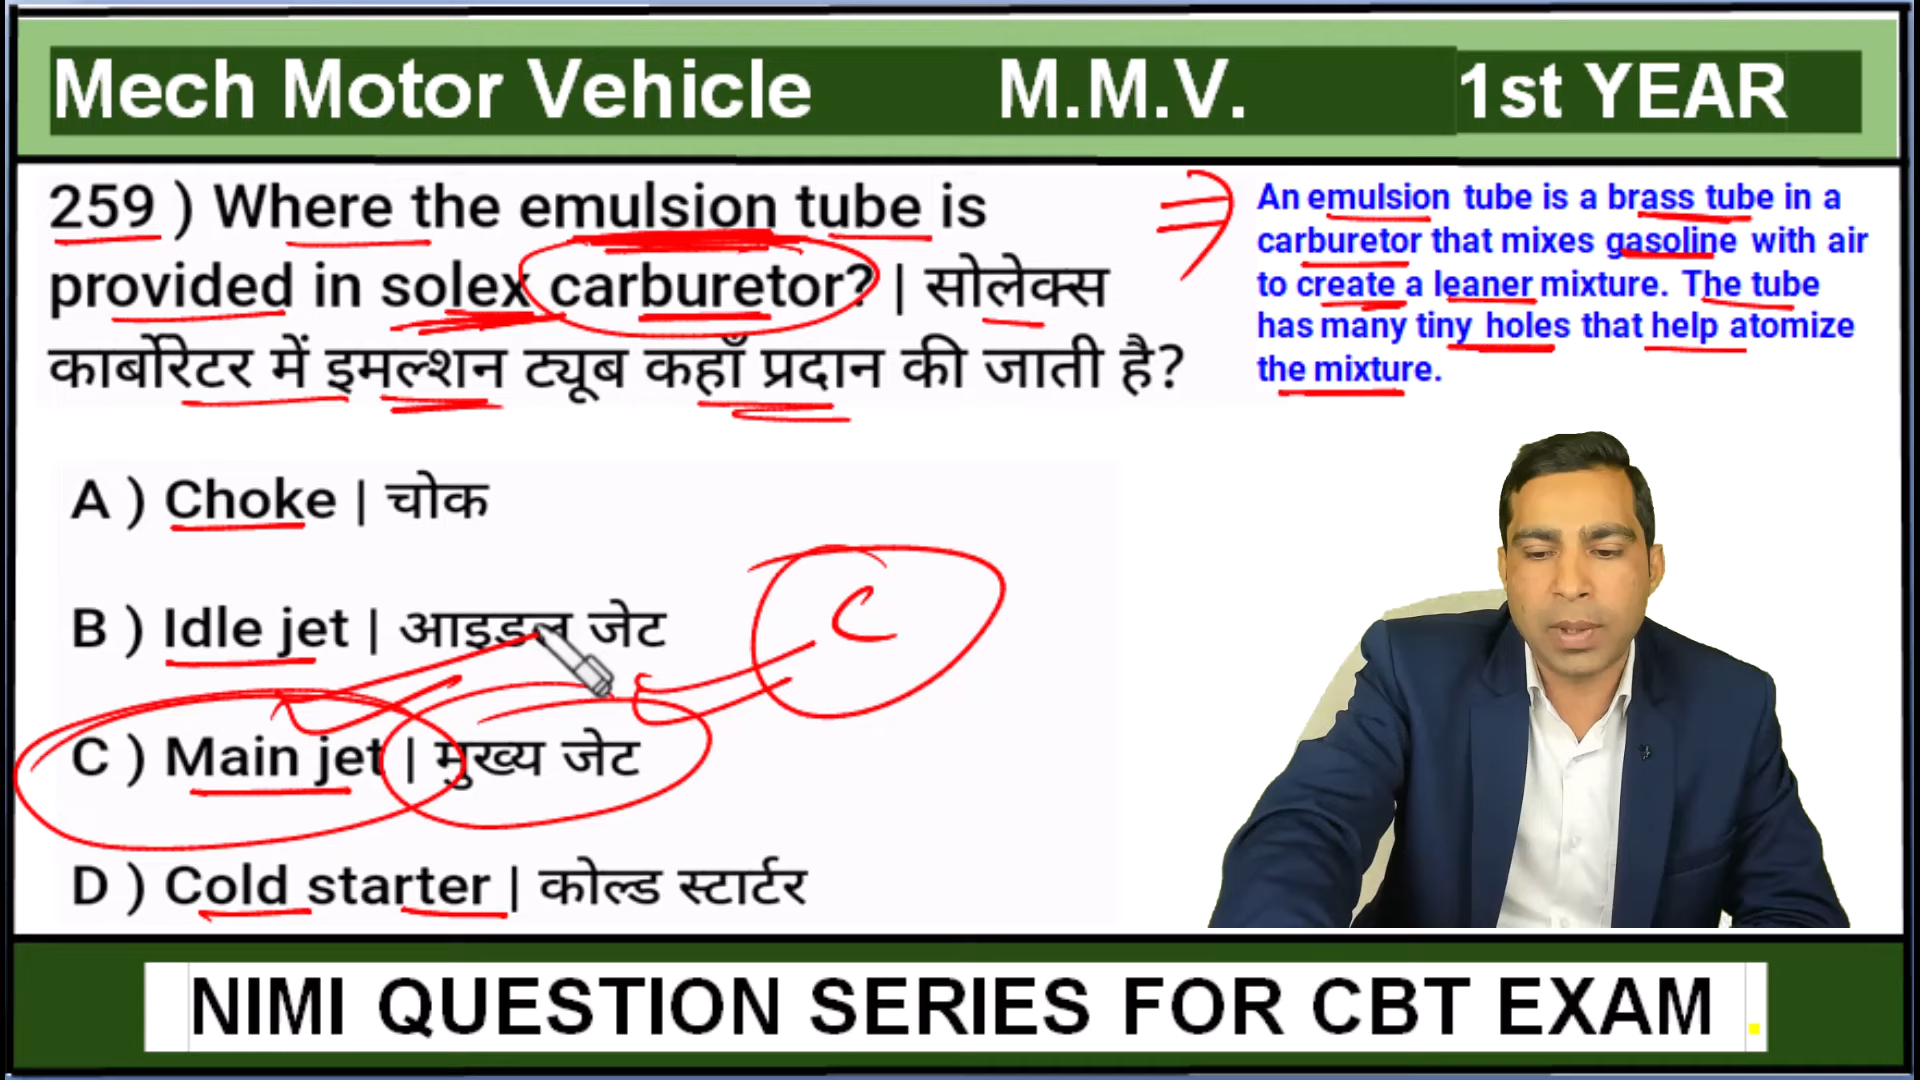 Mech Motor Vehicle M.M.V. 1st YEAR
259 ) Where the emulsion tube is
provided in solex carburetor? | सोलेक्स
कार्बोरेटर में इमल्शन ट्यूब कहाँ प्रदान की जाती है?
An emulsion tube is a brass tube in a
carburetor that mixes gasoline with air
to create a leaner mixture. The tube
has many tiny holes that help atomize
the mixture.
A ) Choke | चोक
B ) Idle jet | आइडल जेट
C
C ) Main jet | मुख्य जेट
D ) Cold starter | कोल्ड स्टार्टर
NIMI QUESTION SERIES FOR CBT EXAM .